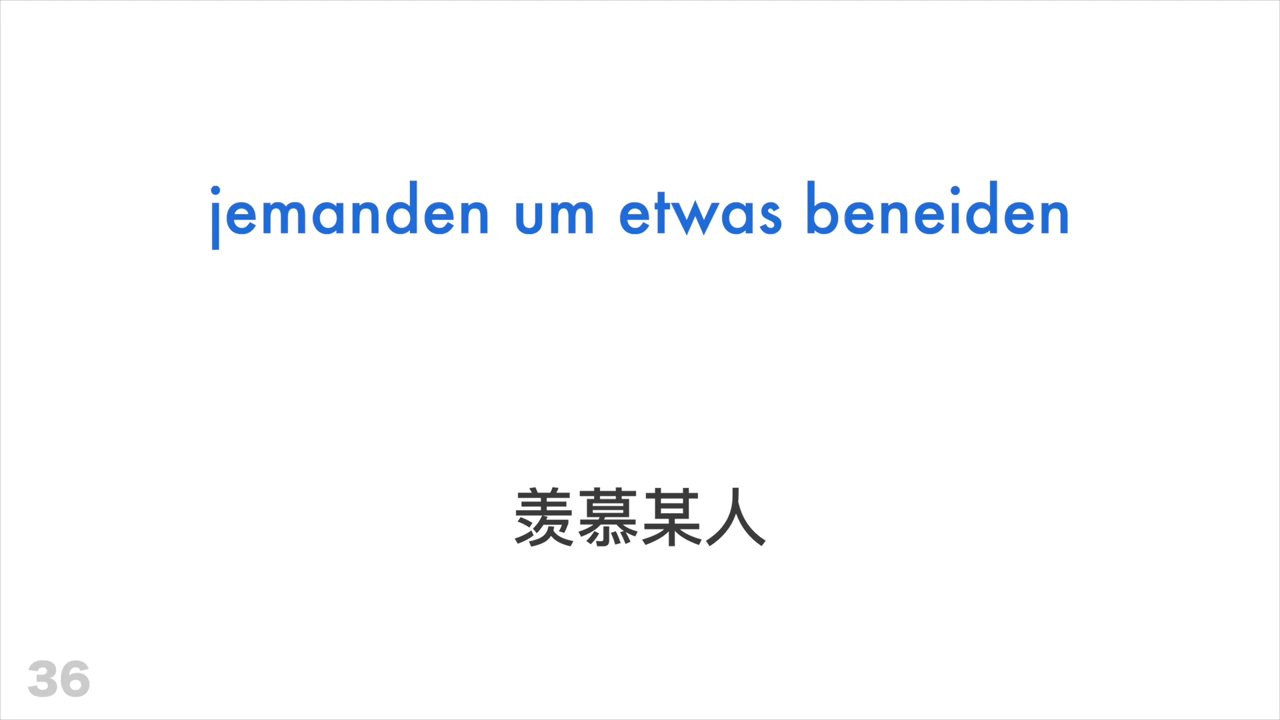 jemanden um etwas beneiden
羡慕某人
36